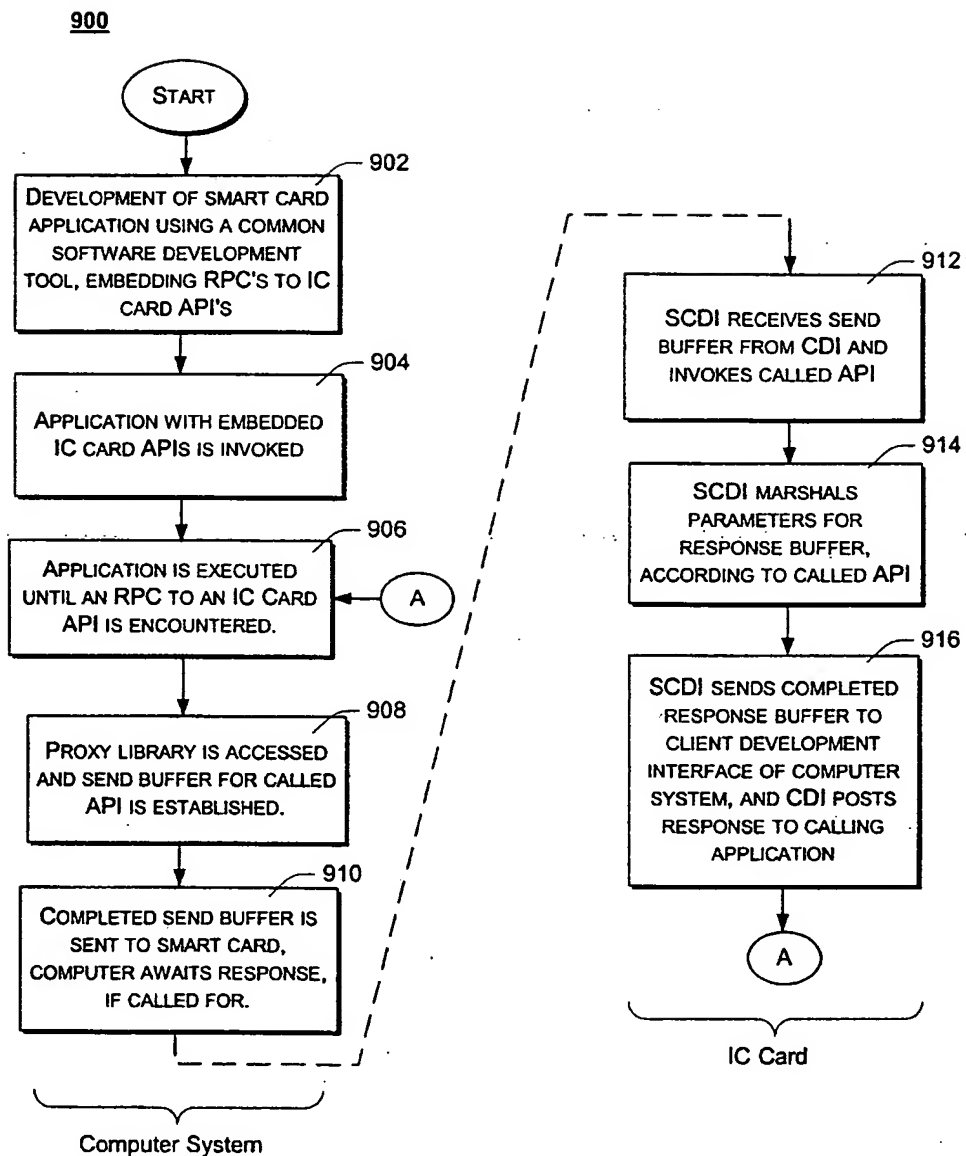 900
START
902
DEVELOPMENT OF SMART CARD
APPLICATION USING A COMMON
SOFTWARE DEVELOPMENT
TOOL, EMBEDDING RPC'S TO IC
CARD API'S
904
APPLICATION WITH EMBEDDED
IC CARD APIS IS INVOKED
906
APPLICATION IS EXECUTED
UNTIL AN RPC TO AN IC CARD
API IS ENCOUNTERED.
A
908
PROXY LIBRARY IS ACCESSED
AND SEND BUFFER FOR CALLED
API IS ESTABLISHED.
910
COMPLETED SEND BUFFER IS
SENT TO SMART CARD,
COMPUTER AWAITS RESPONSE,
IF CALLED FOR.
Computer System
912
SCDI RECEIVES SEND
BUFFER FROM CDI AND
INVOKES CALLED API
914
SCDI MARSHALS
PARAMETERS FOR
RESPONSE BUFFER,
ACCORDING TO CALLED API
916
SCDI SENDS COMPLETED
RESPONSE BUFFER TO
CLIENT DEVELOPMENT
INTERFACE OF COMPUTER
SYSTEM, AND CDI POSTS
RESPONSE TO CALLING
APPLICATION
A
IC Card